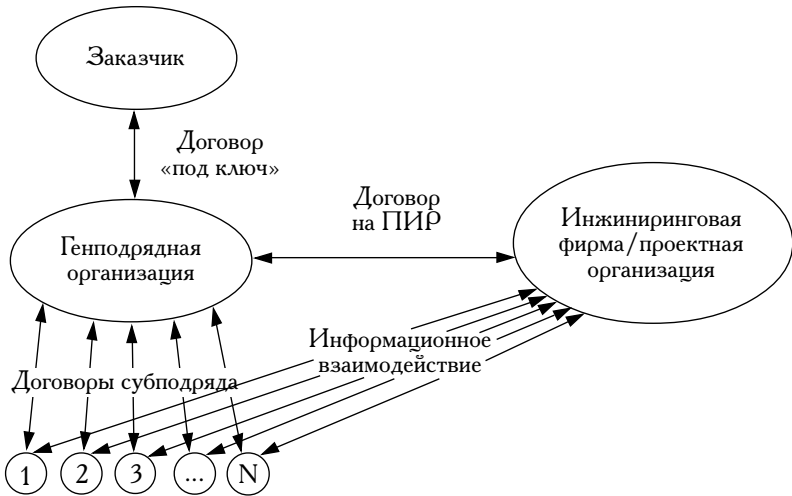 Заказчик
Договор
«под ключ»
Договор
на ПИР
Генподрядная
организация
Инжиниринговая
фирма/проектная
организация
Информационное
взаимодействие
Договоры субподряда
1 2 3 ... N